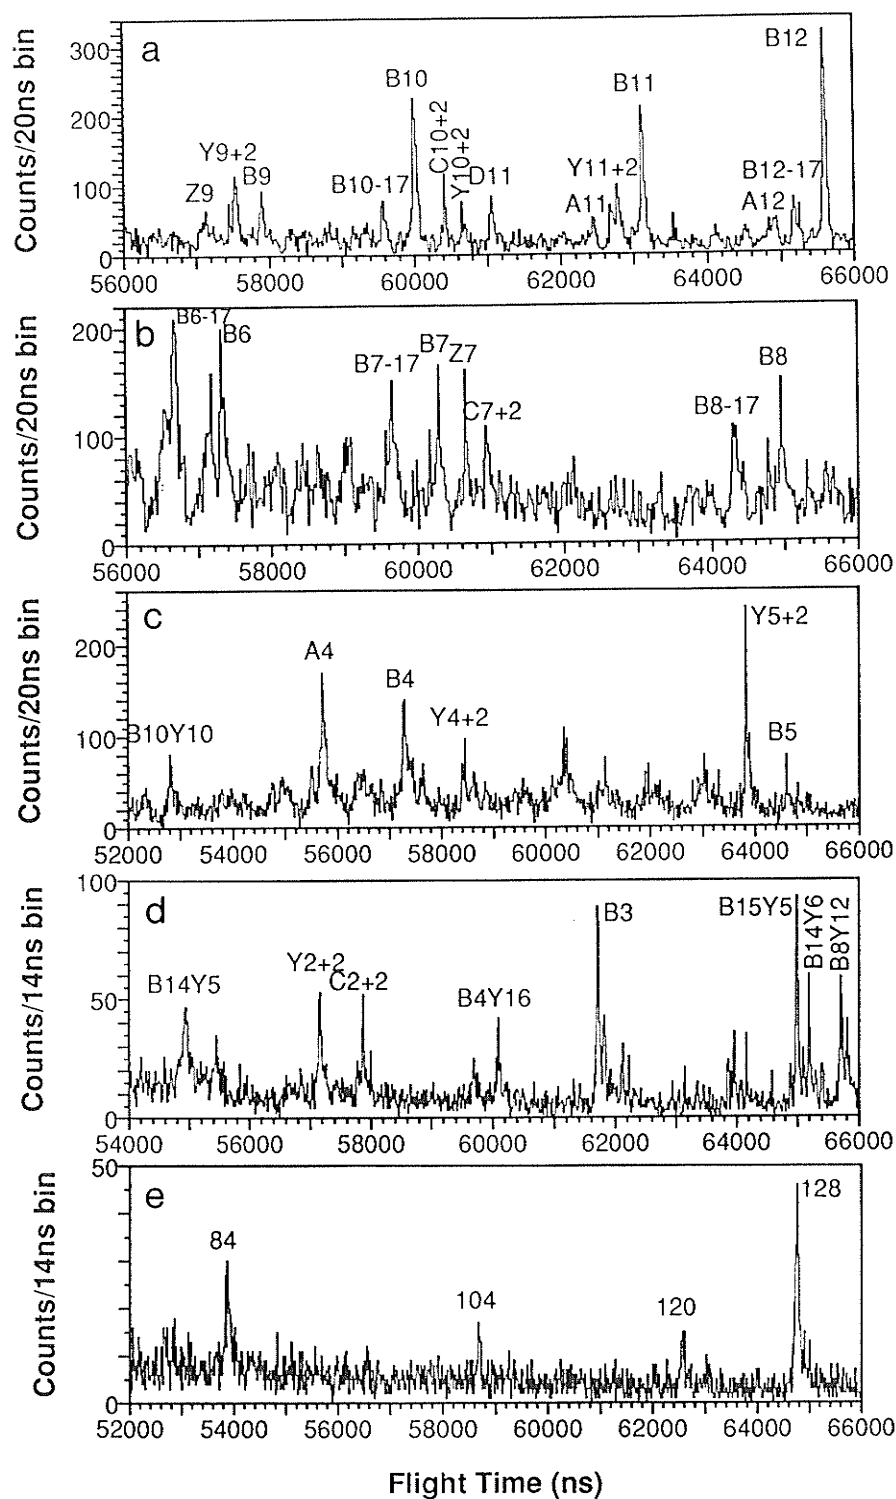 a
Counts/20ns bin
300
200
100
0
Z9
Y9+2
B9
B10-17
B10
C10+2
Y10+2
D11
A11
Y11+2
B11
A12
B12-17
B12
56000 58000 60000 62000 64000 66000
b
Counts/20ns bin
200
100
0
B6-17
B6
B7-17
B7
Z7
C7+2
B8-17
B8
56000 58000 60000 62000 64000 66000
c
Counts/20ns bin
200
100
0
B10Y10
A4
B4
Y4+2
Y5+2
B5
52000 54000 56000 58000 60000 62000 64000 66000
d
Counts/14ns bin
100
50
0
B14Y5
Y2+2
C2+2
B4Y16
B3
B15Y5
B14Y6
B8Y12
54000 56000 58000 60000 62000 64000 66000
e
Counts/14ns bin
50
0
84
104
120
128
52000 54000 56000 58000 60000 62000 64000 66000
Flight Time (ns)